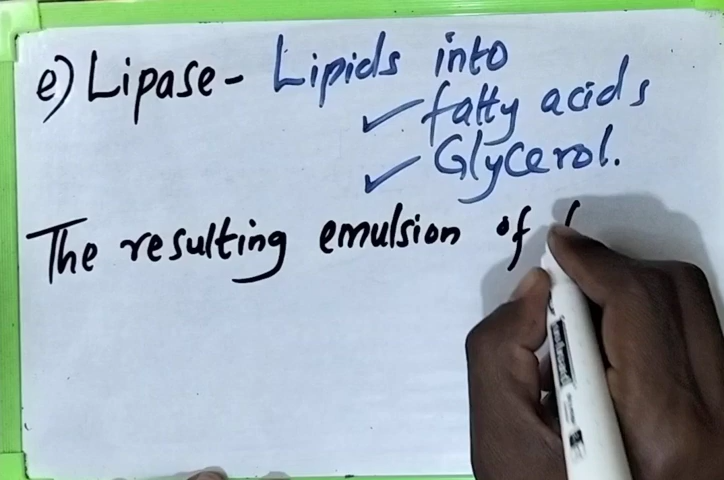 e) Lipase - Lipids into
✓ fatty acids
✓ Glycerol.
The resulting emulsion of